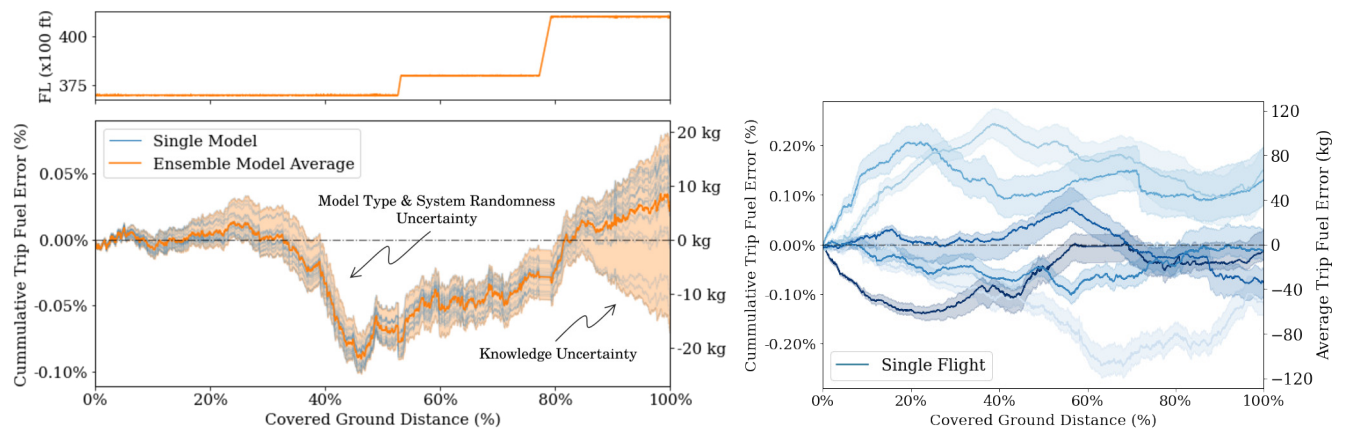 FL (x100 ft)
400
375
Cummulative Trip Fuel Error (%)
0.05%
0.00%
-0.05%
-0.10%
Single Model
Ensemble Model Average
Model Type & System Randomness
Uncertainty
Knowledge Uncertainty
20 kg
10 kg
0 kg
-10 kg
-20 kg
0%
20%
40%
60%
80%
100%
Covered Ground Distance (%)
Cummulative Trip Fuel Error (%)
0.20%
0.10%
0.00%
-0.10%
-0.20%
Single Flight
120
80
40
0
−40
−80
−120
Average Trip Fuel Error (kg)
0%
20%
40%
60%
80%
100%
Covered Ground Distance (%)